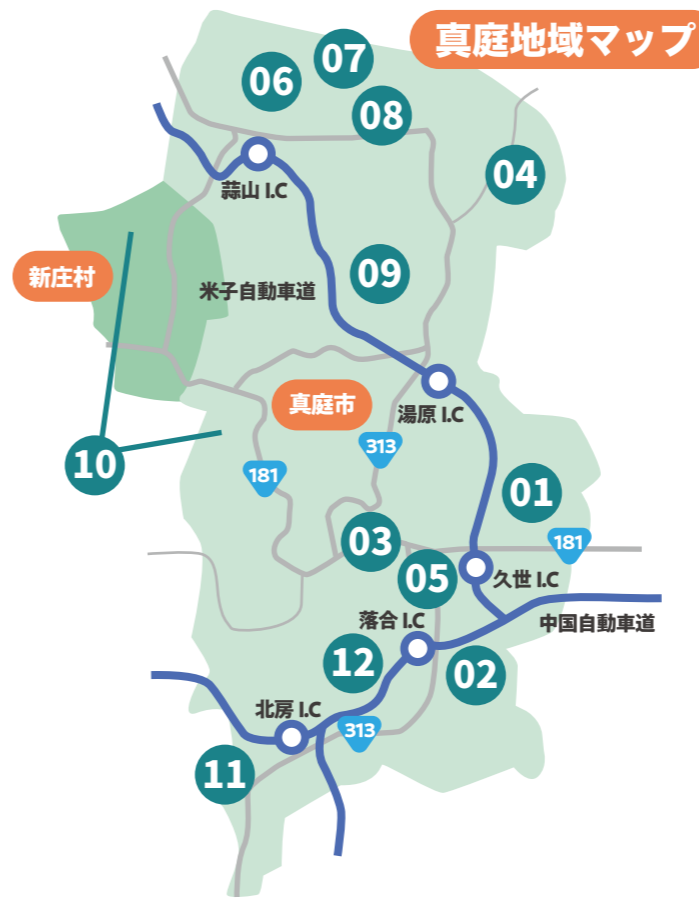 真庭地域マップ
07
06
08
蒜山 I.C
04
新庄村
09
米子自動車道
真庭市
湯原 I.C
313
10
181
01
03
181
05
久世 I.C
落合 I.C
中国自動車道
12
02
北房 I.C
313
11